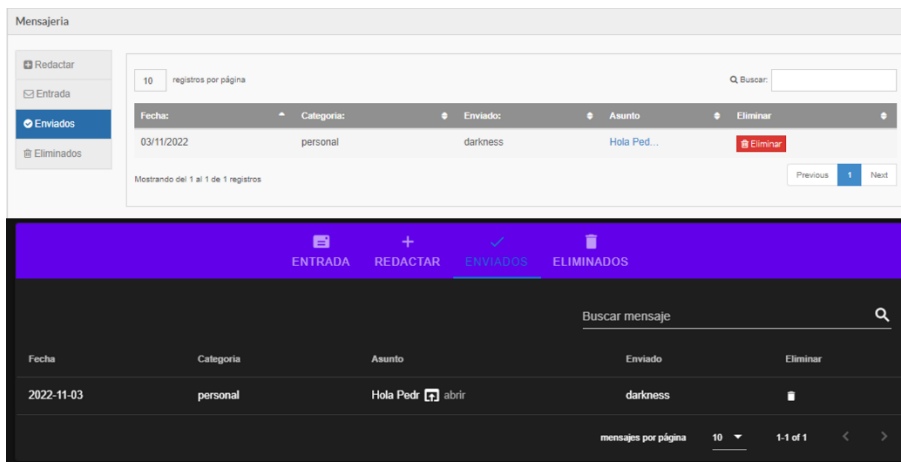 Mensajeria
Redactar
Entrada
Enviados
Eliminados
10 registros por página
Buscar:
Fecha: Categoria: Enviado: Asunto Eliminar
03/11/2022 personal darkness Hola Ped... Eliminar
Mostrando del 1 al 1 de 1 registros
Previous 1 Next
ENTRADA REDACTAR ENVIADOS ELIMINADOS
Buscar mensaje
Fecha Categoria Asunto Enviado Eliminar
2022-11-03 personal Hola Pedr abrir darkness
mensajes por página 10 1-1 of 1